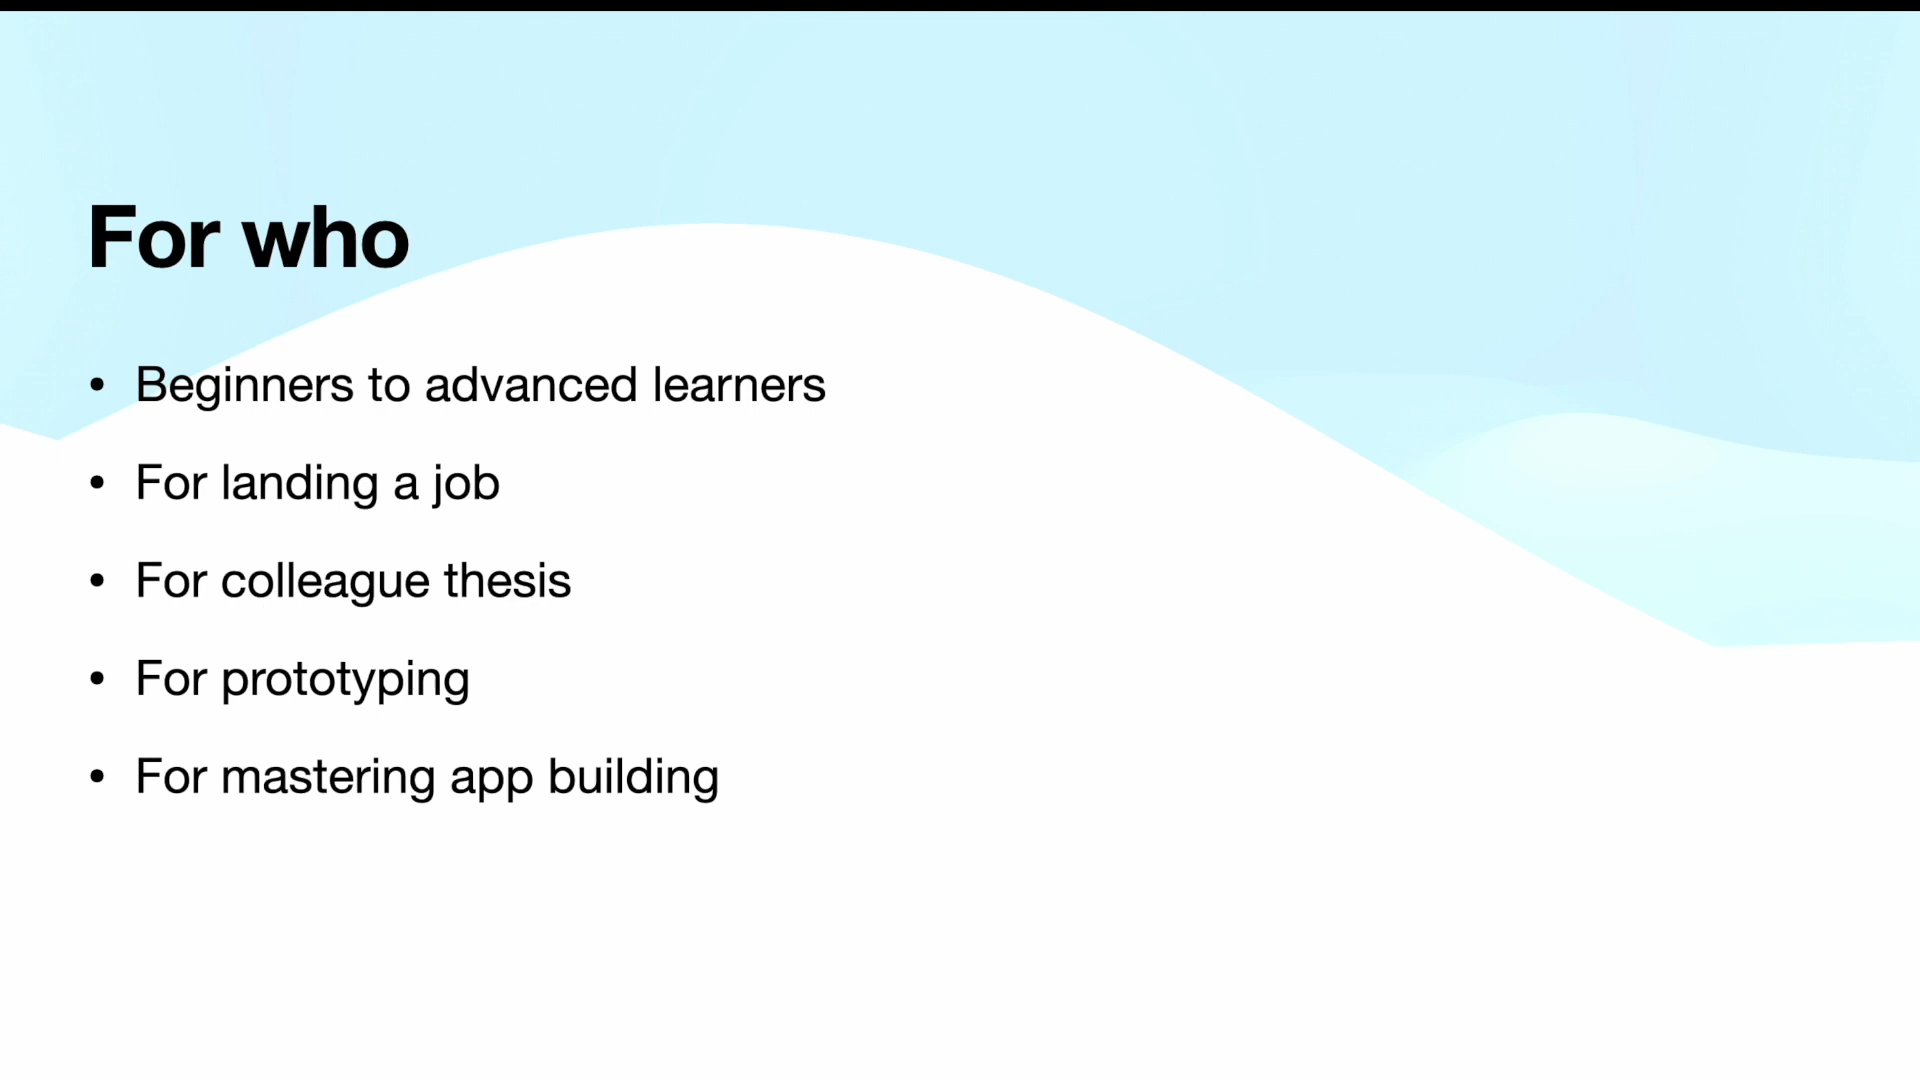 For who
• Beginners to advanced learners
• For landing a job
• For colleague thesis
• For prototyping
• For mastering app building